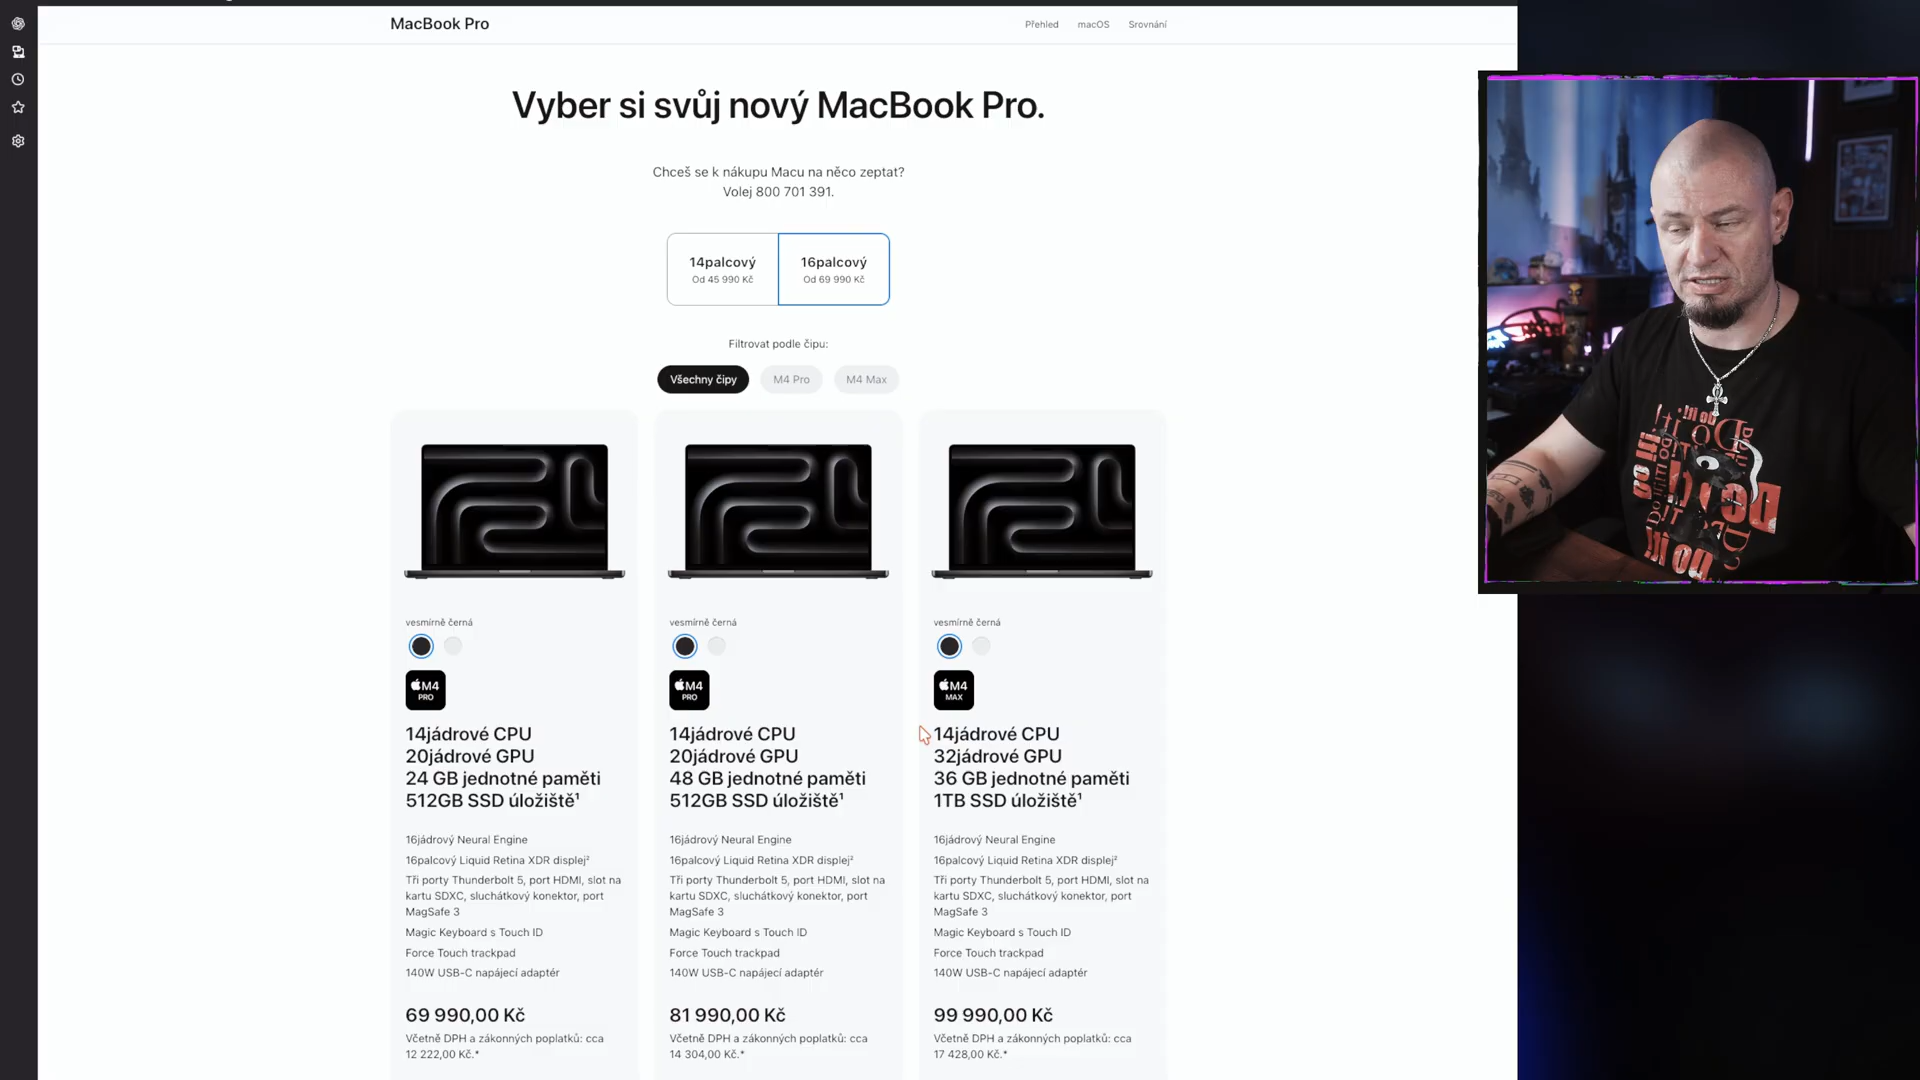 MacBook Pro
Přehled
macOS
Srovnání
Vyber si svůj nový MacBook Pro.
Chceš se k nákupu Macu na něco zeptat?
Volej 800 701 391.
14palcový
Od 45 990 Kč
16palcový
Od 69 990 Kč
Filtrovat podle čipu:
Všechny čipy
M4 Pro
M4 Max
vesmírně černá
M4
PRO
14jádrové CPU
20jádrové GPU
24 GB jednotné paměti
512GB SSD úložiště¹
16jádrový Neural Engine
16palcový Liquid Retina XDR displej²
Tři porty Thunderbolt 5, port HDMI, slot na
kartu SDXC, sluchátkový konektor, port
MagSafe 3
Magic Keyboard s Touch ID
Force Touch trackpad
140W USB-C napájecí adaptér
69 990,00 Kč
Včetně DPH a zákonných poplatků: cca
12 222,00 Kč.*
vesmírně černá
M4
PRO
14jádrové CPU
20jádrové GPU
48 GB jednotné paměti
512GB SSD úložiště¹
16jádrový Neural Engine
16palcový Liquid Retina XDR displej²
Tři porty Thunderbolt 5, port HDMI, slot na
kartu SDXC, sluchátkový konektor, port
MagSafe 3
Magic Keyboard s Touch ID
Force Touch trackpad
140W USB-C napájecí adaptér
81 990,00 Kč
Včetně DPH a zákonných poplatků: cca
14 304,00 Kč.*
vesmírně černá
M4
MAX
14jádrové CPU
32jádrové GPU
36 GB jednotné paměti
1TB SSD úložiště¹
16jádrový Neural Engine
16palcový Liquid Retina XDR displej²
Tři porty Thunderbolt 5, port HDMI, slot na
kartu SDXC, sluchátkový konektor, port
MagSafe 3
Magic Keyboard s Touch ID
Force Touch trackpad
140W USB-C napájecí adaptér
99 990,00 Kč
Včetně DPH a zákonných poplatků: cca
17 428,00 Kč.*